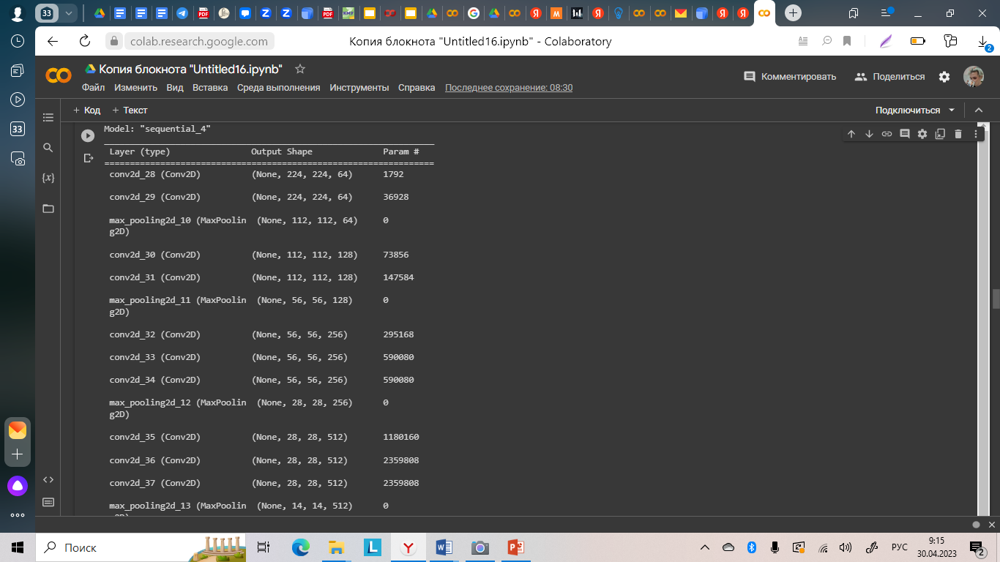 33
colab.research.google.com
Копия блокнота "Untitled16.ipynb" - Colaboratory
2
Копия блокнота "Untitled16.ipynb"
Файл Изменить Вид Вставка Среда выполнения Инструменты Справка Последнее сохранение: 08:30
Комментировать Поделиться
+ Код + Текст
Подключиться
33
Model: "sequential_4"
Layer (type) Output Shape Param #
conv2d_28 (Conv2D) (None, 224, 224, 64) 1792
conv2d_29 (Conv2D) (None, 224, 224, 64) 36928
max_pooling2d_10 (MaxPoolin (None, 112, 112, 64) 0
g2D)
conv2d_30 (Conv2D) (None, 112, 112, 128) 73856
conv2d_31 (Conv2D) (None, 112, 112, 128) 147584
max_pooling2d_11 (MaxPoolin (None, 56, 56, 128) 0
g2D)
conv2d_32 (Conv2D) (None, 56, 56, 256) 295168
conv2d_33 (Conv2D) (None, 56, 56, 256) 590080
conv2d_34 (Conv2D) (None, 56, 56, 256) 590080
max_pooling2d_12 (MaxPoolin (None, 28, 28, 256) 0
g2D)
conv2d_35 (Conv2D) (None, 28, 28, 512) 1180160
conv2d_36 (Conv2D) (None, 28, 28, 512) 2359808
conv2d_37 (Conv2D) (None, 28, 28, 512) 2359808
max_pooling2d_13 (MaxPoolin (None, 14, 14, 512) 0
Поиск
РУС
9:15
30.04.2023
2